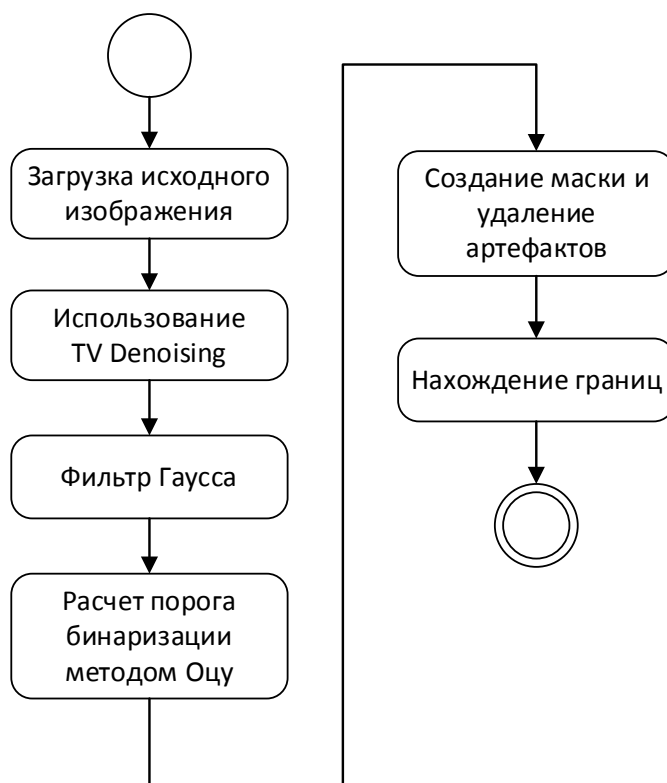 Загрузка исходного
изображения
Использование
TV Denoising
Фильтр Гаусса
Расчет порога
бинаризации
методом Оцу
Создание маски и
удаление
артефактов
Нахождение границ